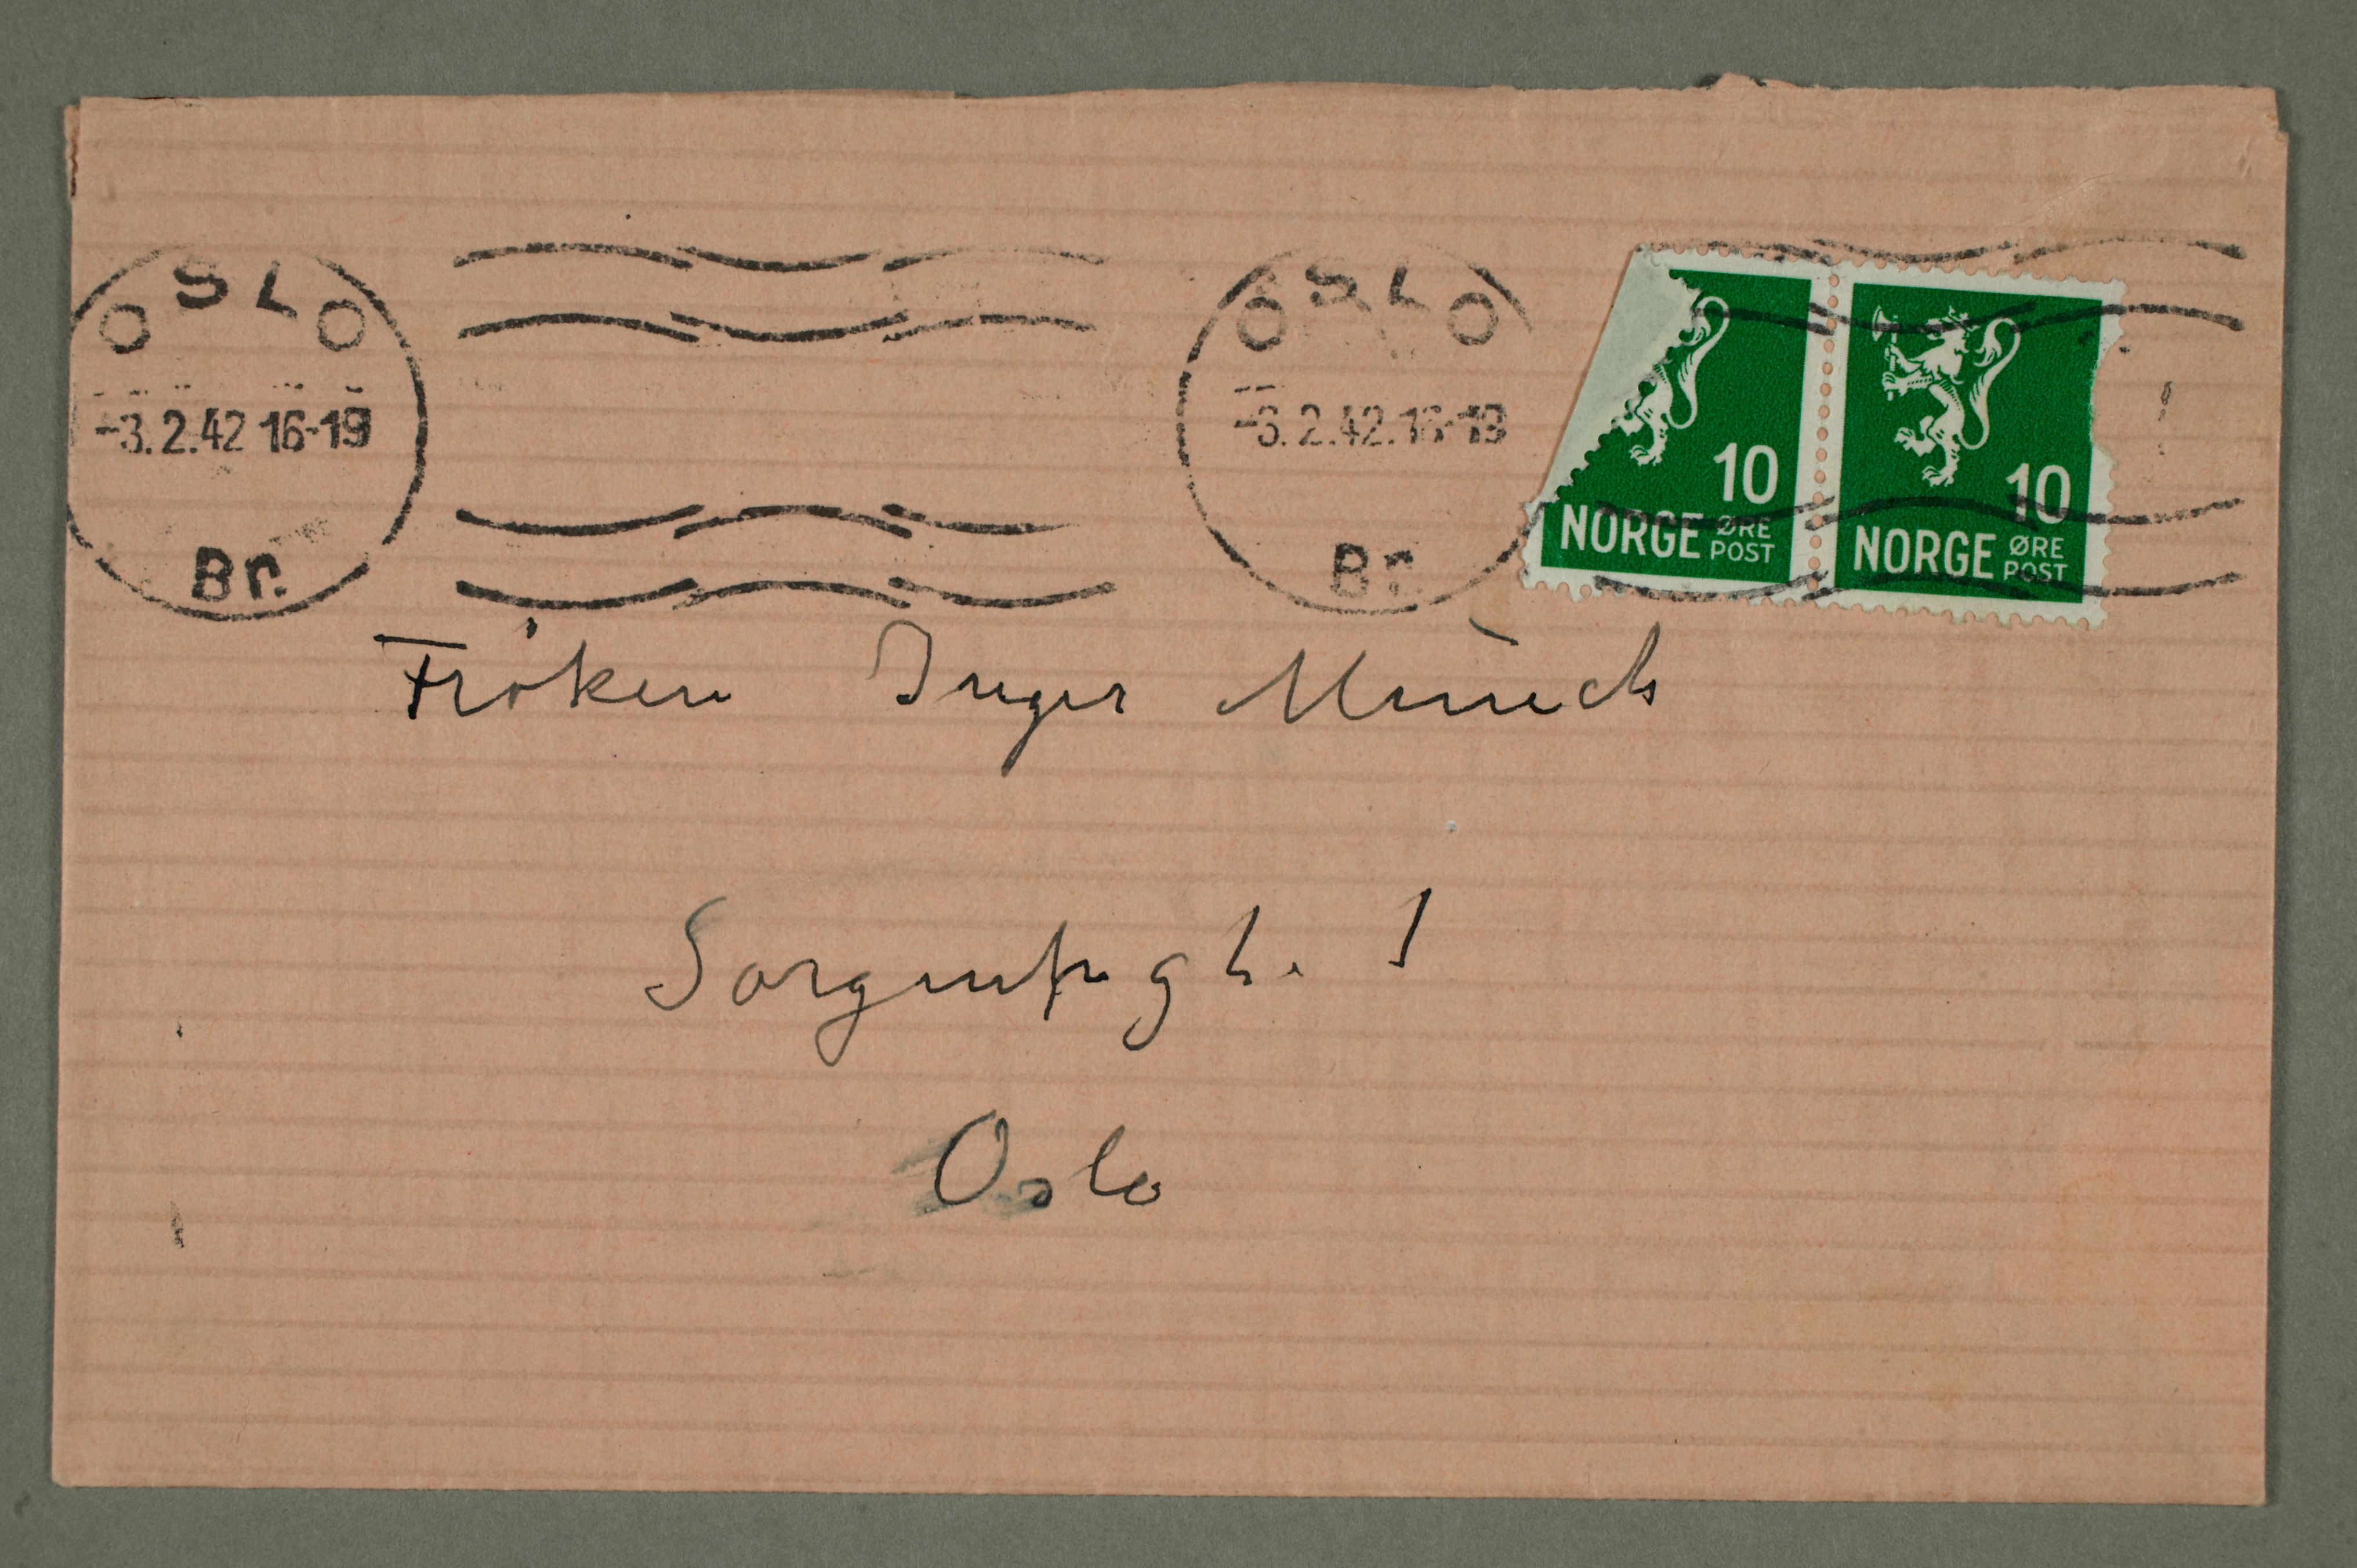 OSLO
-3.2.42 16-19
Br.
OSLO
-3.2.42.16-19
Br.
10
NORGE ØRE
POST
10
NORGE ØRE
POST
Fröken Inger Munch
Sorgenfrigt. 1
Oslo